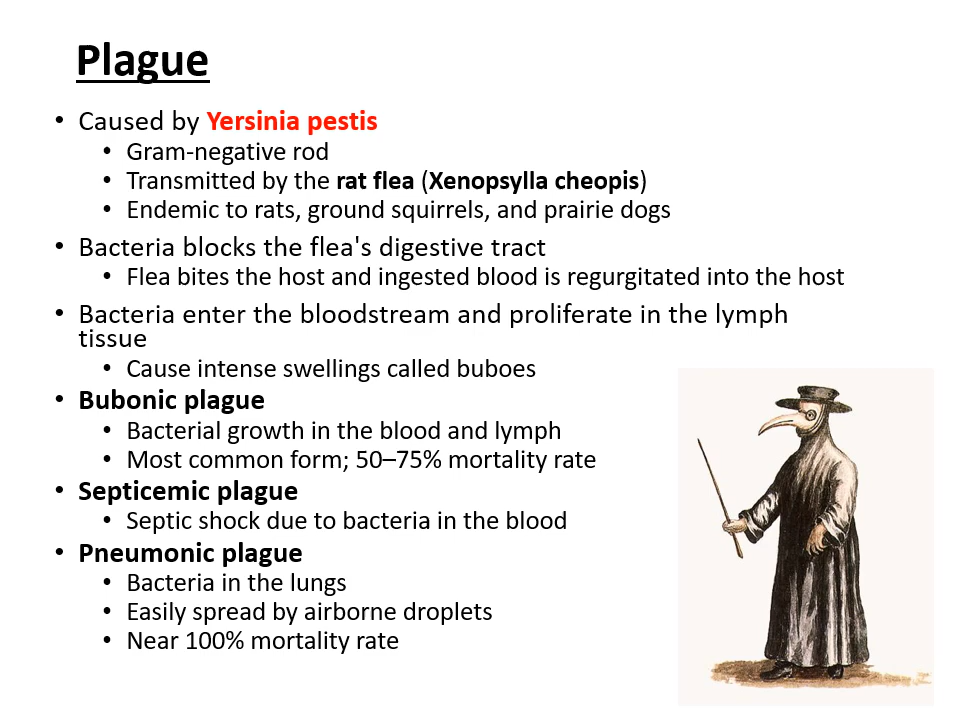 Plague
• Caused by Yersinia pestis
• Gram-negative rod
• Transmitted by the rat flea (Xenopsylla cheopis)
• Endemic to rats, ground squirrels, and prairie dogs
• Bacteria blocks the flea's digestive tract
• Flea bites the host and ingested blood is regurgitated into the host
• Bacteria enter the bloodstream and proliferate in the lymph
tissue
• Cause intense swellings called buboes
• Bubonic plague
• Bacterial growth in the blood and lymph
• Most common form; 50–75% mortality rate
• Septicemic plague
• Septic shock due to bacteria in the blood
• Pneumonic plague
• Bacteria in the lungs
• Easily spread by airborne droplets
• Near 100% mortality rate